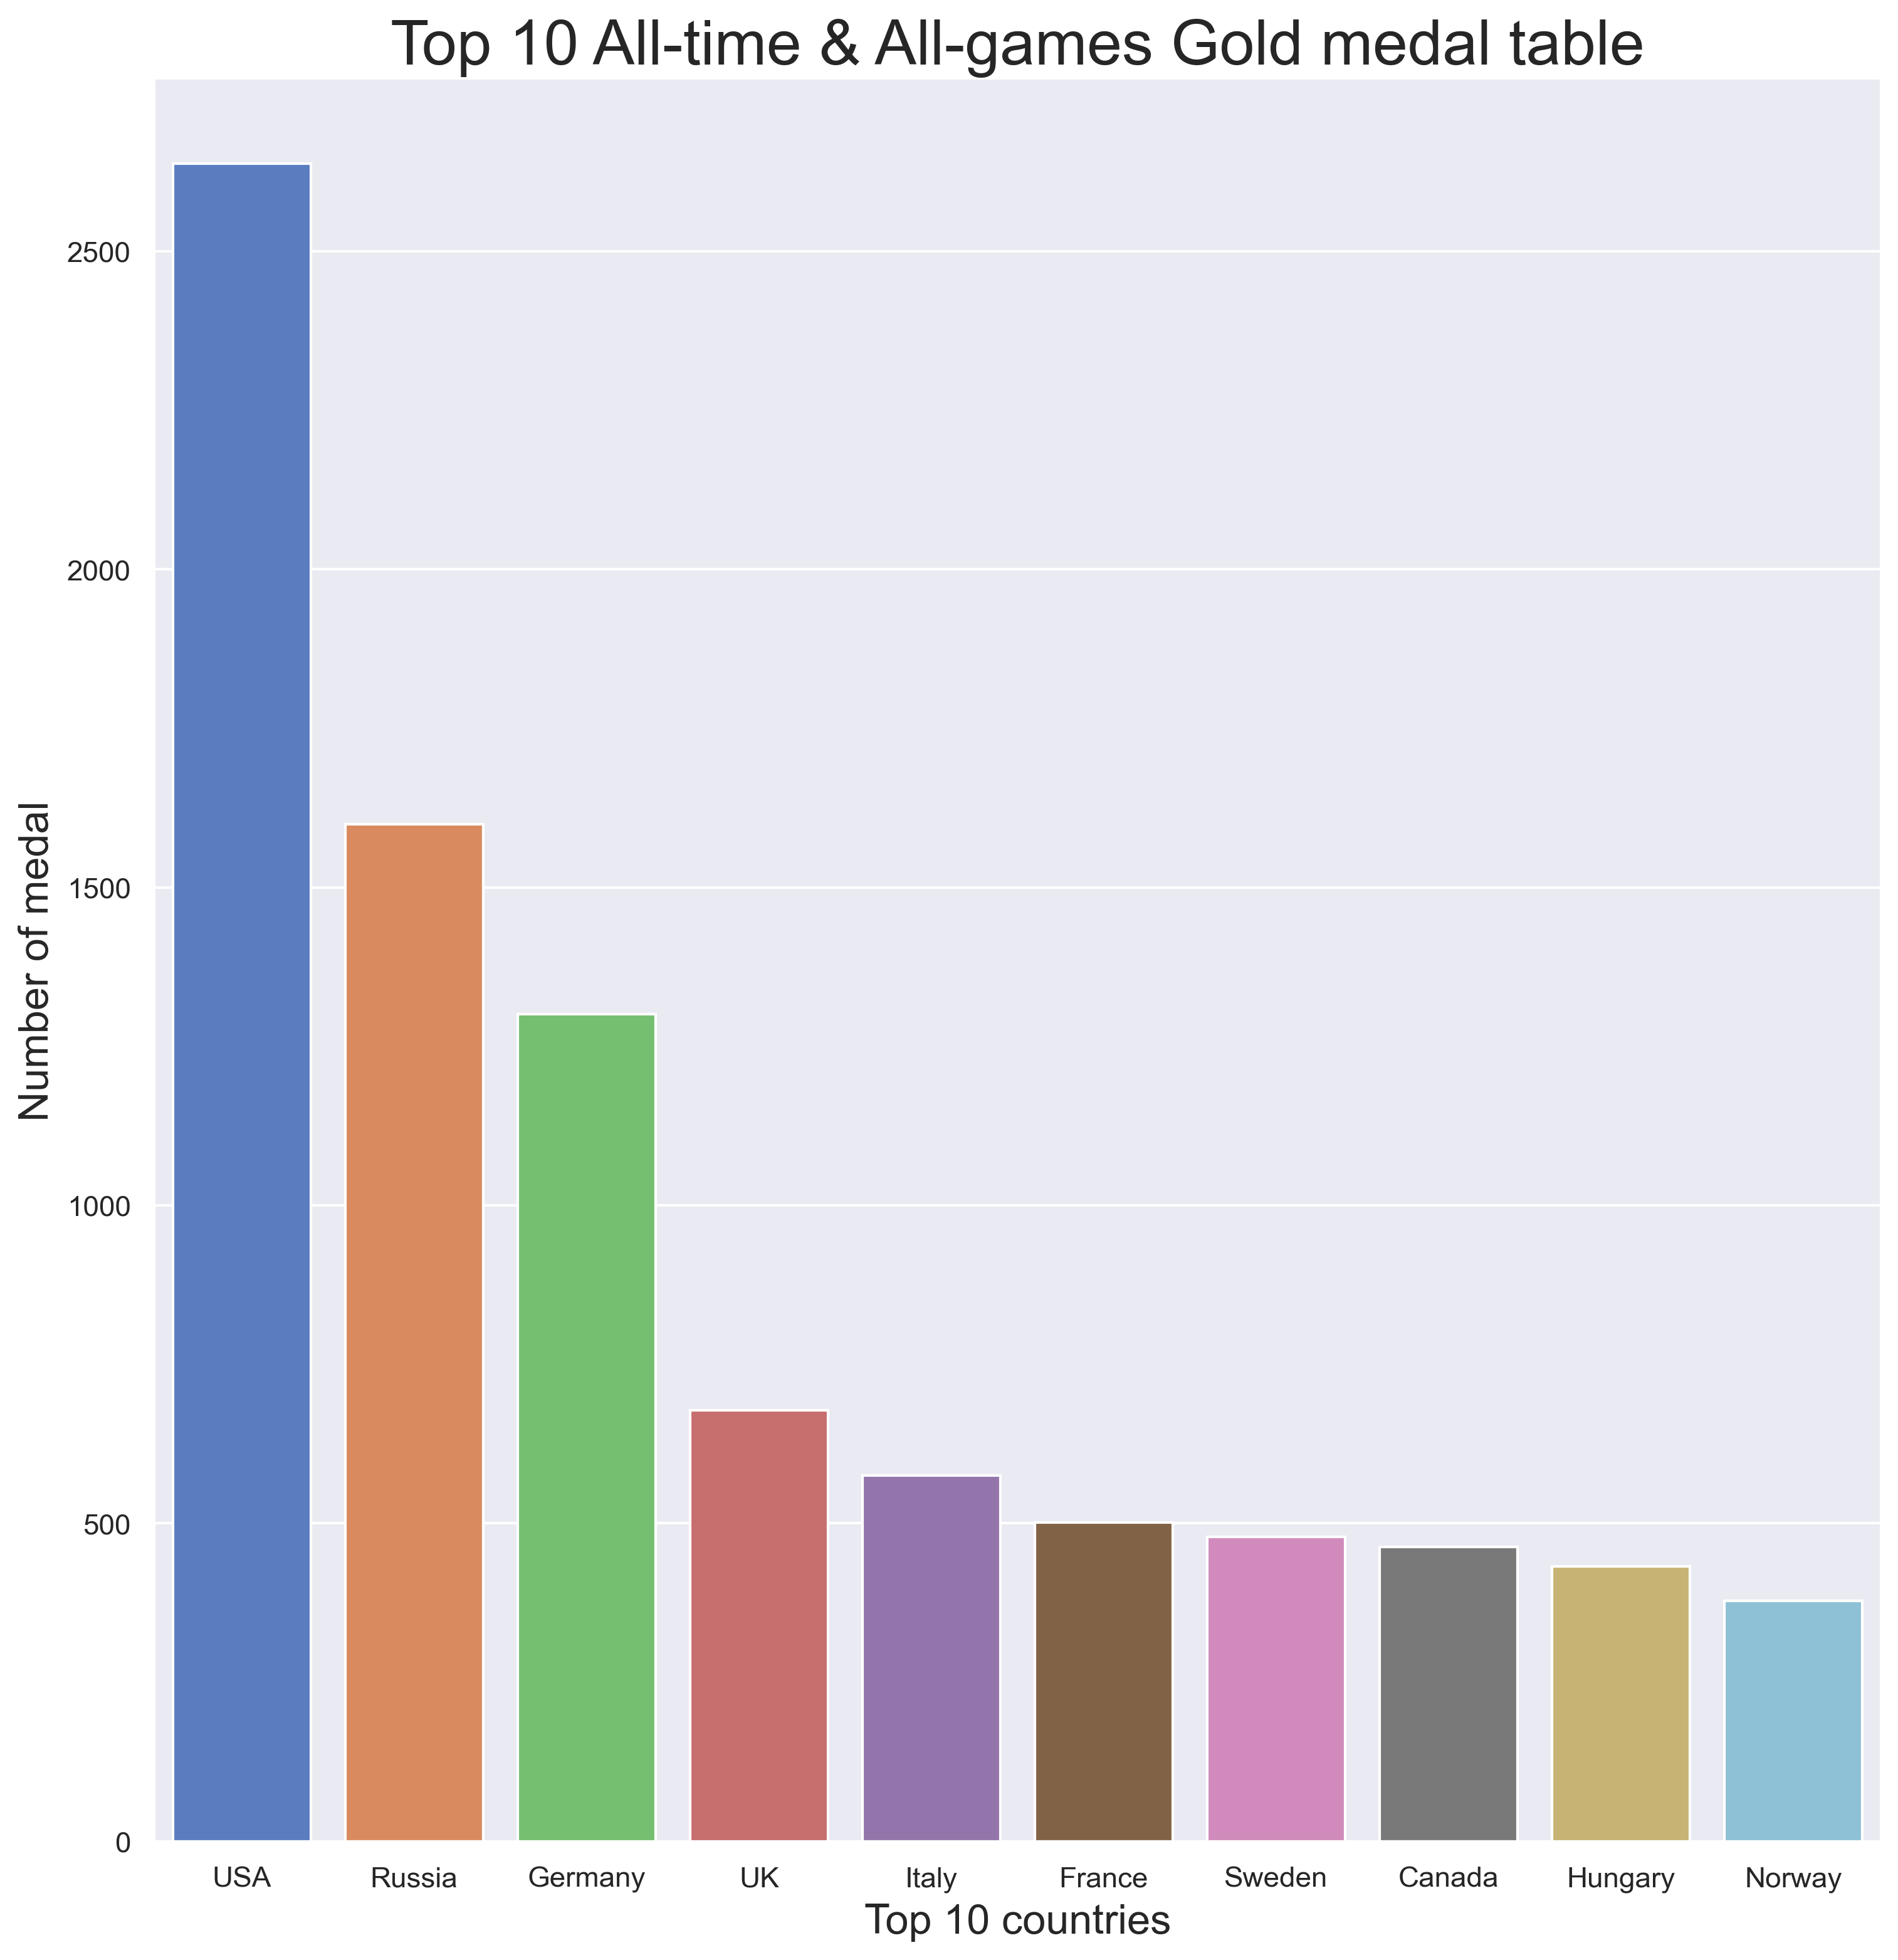 Top 10 All-time & All-games Gold medal table
Number of medal
2500
2000
1500
1000
500
0
USA Russia Germany UK Italy France Sweden Canada Hungary Norway
Top 10 countries